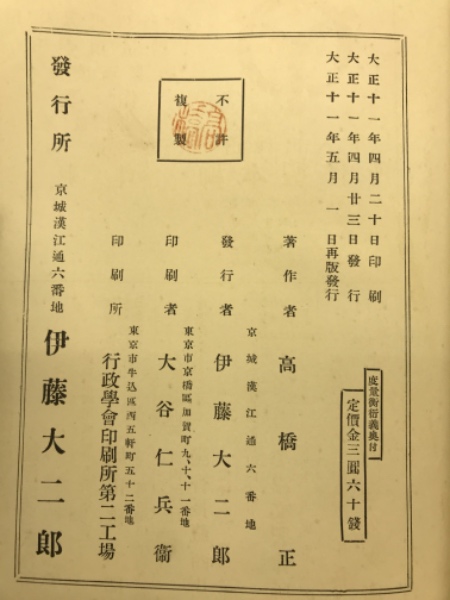 大正十一年四月二十日印刷
大正十一年四月廿三日發行
大正十一年五月一日再版發行
度量衡衍義奥付
定價金三圓六十錢
不許
複製
著作者 高橋正
京城漢江通六番地
發行者 伊藤大二郎
東京市京橋區加賀町九、十、十一番地
印刷者 大谷仁兵衞
東京市牛込區西五軒町五十二番地
印刷所 行政學會印刷所第二工場
發行所 京城漢江通六番地 伊藤大二郎